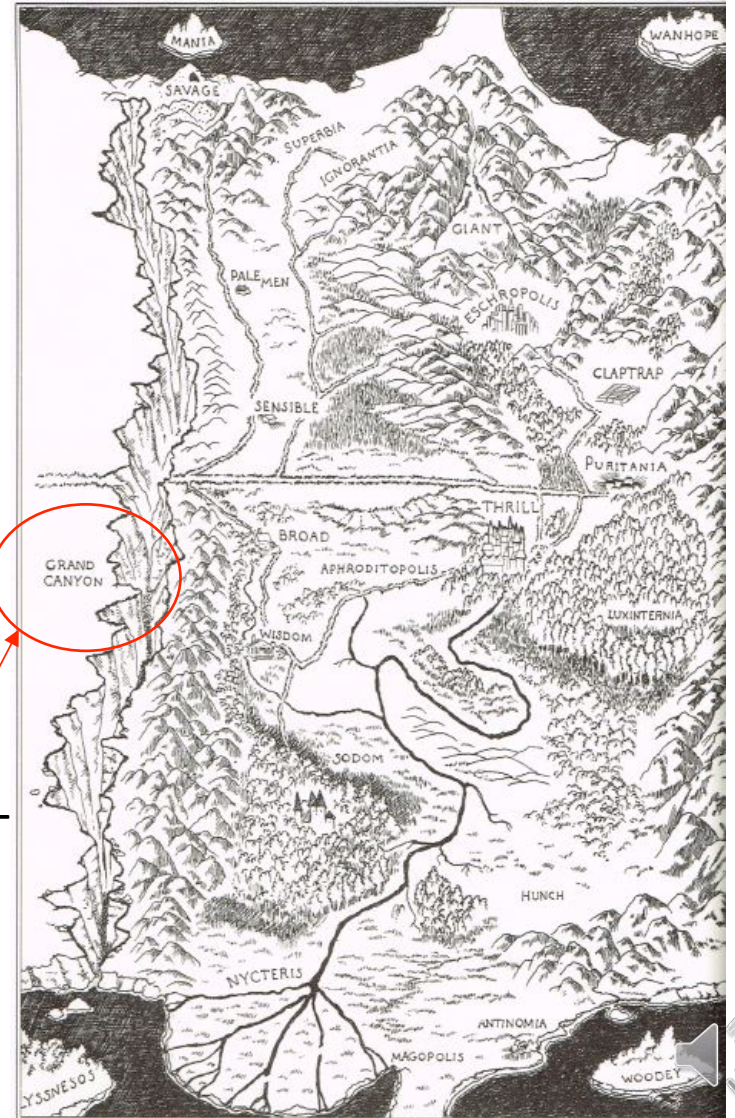 MANIA
WANHOPE
SAVAGE
SUPERBIA
IGNORANTIA
GIANT
PALE MEN
ESCHROPOLIS
CLAPTRAP
SENSIBLE
PURITANIA
THRILL
BROAD
GRAND
CANYON
APHRODITOPOLIS
LUXINTERNIA
WISDOM
SODOM
HUNCH
NYCTERIS
ANTINOMIA
MAGOPOLIS
YSSNESOS
WOODEY